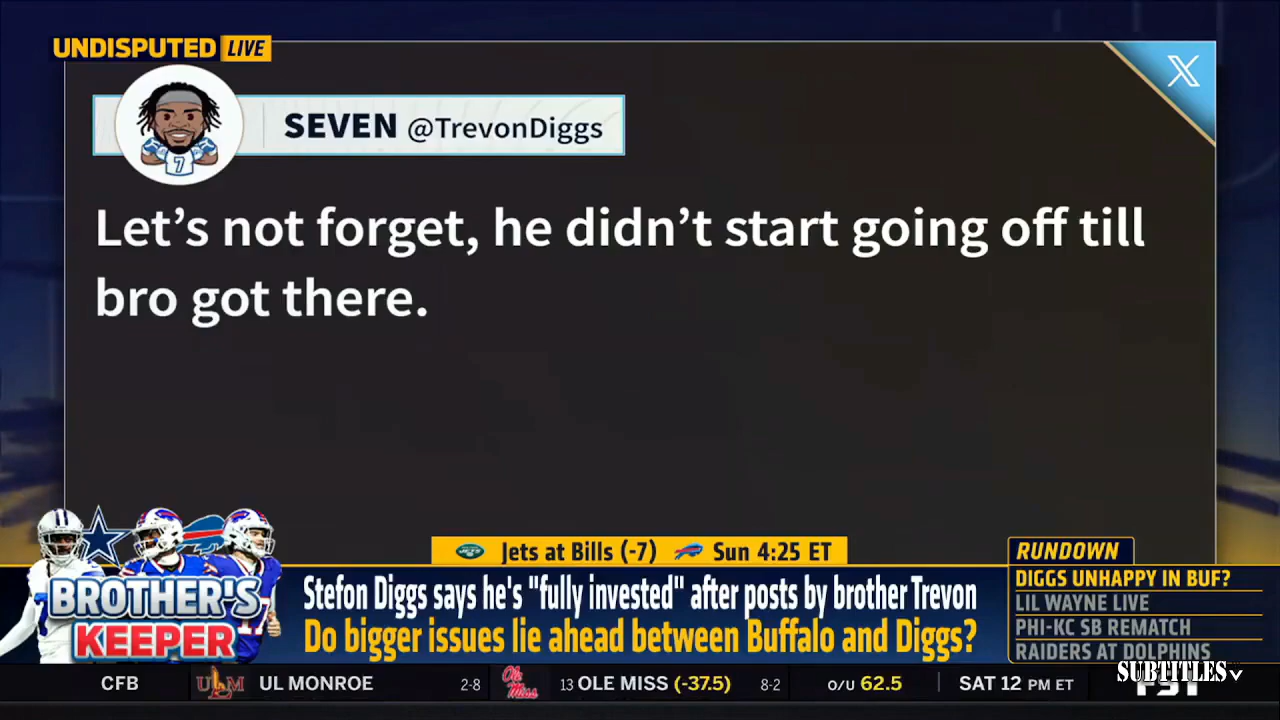 UNDISPUTED LIVE
X
SEVEN @TrevonDiggs
7
Let's not forget, he didn't start going off till
bro got there.
Jets at Bills (-7) Sun 4:25 ET
BROTHER'S
KEEPER
Stefon Diggs says he's "fully invested" after posts by brother Trevon
Do bigger issues lie ahead between Buffalo and Diggs?
RUNDOWN
DIGGS UNHAPPY IN BUF?
LIL WAYNE LIVE
PHI-KC SB REMATCH
RAIDERS AT DOLPHINS
SUBTITLES
CFB ULM UL MONROE 2-8 Ole Miss 13 OLE MISS (-37.5) 8-2 O/U 62.5 SAT 12 PM ET